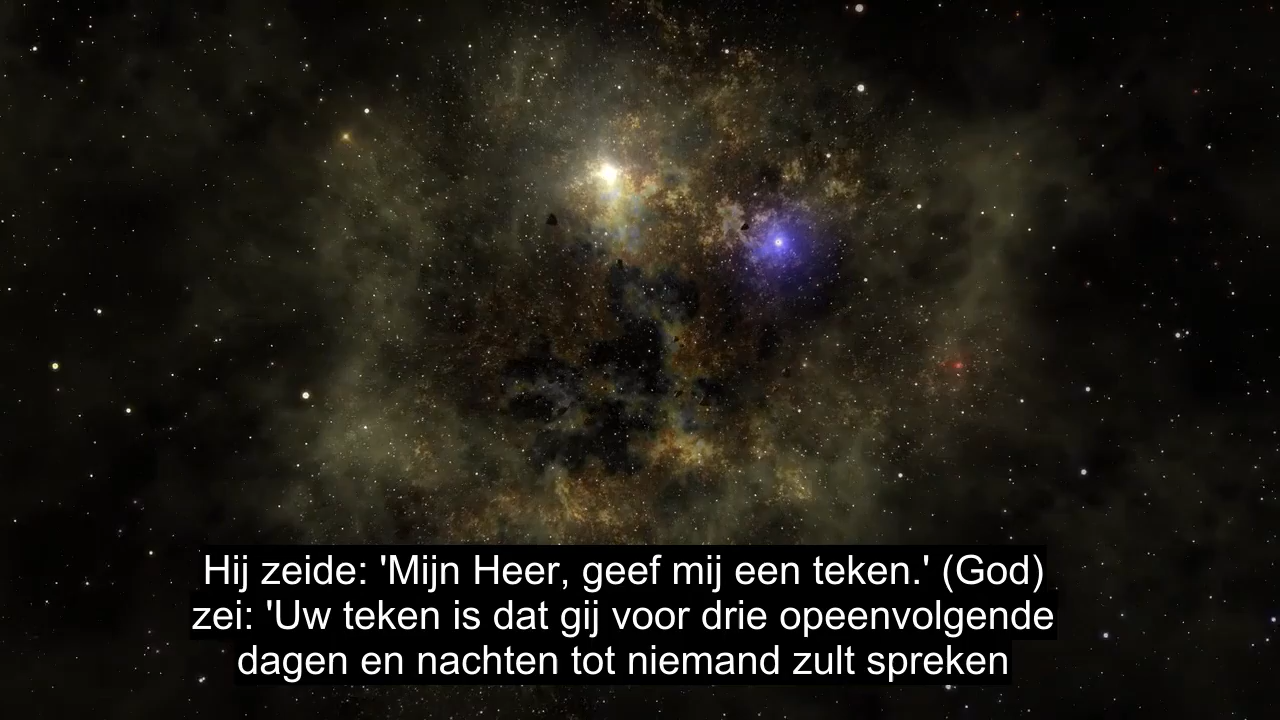 Hij zeide: 'Mijn Heer, geef mij een teken.' (God)
zei: 'Uw teken is dat gij voor drie opeenvolgende
dagen en nachten tot niemand zult spreken